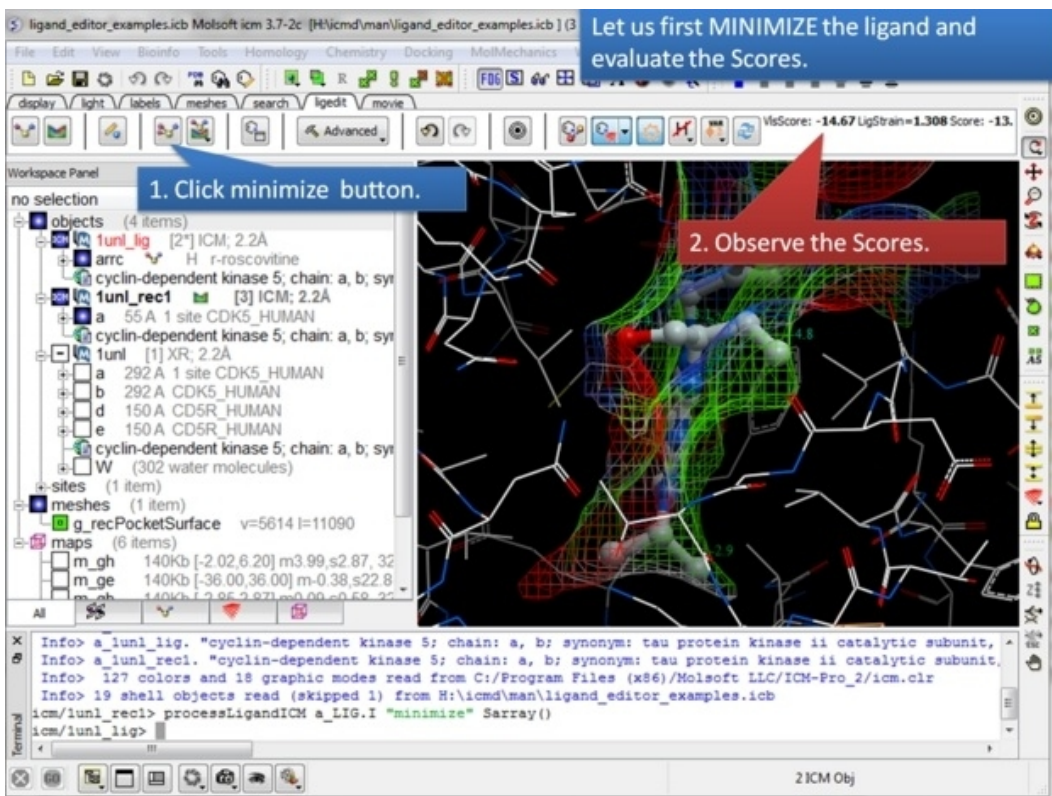 ligand_editor_examples.icb Molsoft icm 3.7-2c [H:\icmd\man\ligand_editor_examples.icb ] (3
Let us first MINIMIZE the ligand and
evaluate the Scores.
File Edit View Bioinfo Tools Homology Chemistry Docking MolMechanics
display light labels meshes search ligedit movie
Advanced
VlsScore: -14.67 LigStrain=1.308 Score: -13.
Workspace Panel
1. Click minimize button.
no selection
2. Observe the Scores.
objects (4 items)
1unl_lig [2*] ICM; 2.2Å
arrc H r-roscovitine
cyclin-dependent kinase 5; chain: a, b; syr
1unl_rec1 [3] ICM; 2.2Å
a 55 A 1 site CDK5_HUMAN
cyclin-dependent kinase 5; chain: a, b; syr
1unl [1] XR; 2.2Å
a 292 A 1 site CDK5_HUMAN
b 292 A CDK5_HUMAN
d 150 A CD5R_HUMAN
e 150 A CD5R_HUMAN
cyclin-dependent kinase 5; chain: a, b; syr
W (302 water molecules)
sites (1 item)
meshes (1 item)
g_recPocketSurface v=5614 l=11090
maps (6 items)
m_gh 140Kb [-2.02,6.20] m3.99,s2.87, 32
m_ge 140Kb [-36.00,36.00] m-0.38,s22.8
All
Info> a_1unl_lig. "cyclin-dependent kinase 5; chain: a, b; synonym: tau protein kinase ii catalytic subunit,
Info> a_1unl_rec1. "cyclin-dependent kinase 5; chain: a, b; synonym: tau protein kinase ii catalytic subunit,
Info> 127 colors and 18 graphic modes read from C:/Program Files (x86)/Molsoft LLC/ICM-Pro_2/icm.clr
Info> 19 shell objects read (skipped 1) from H:\icmd\man\ligand_editor_examples.icb
icm/1unl_rec1> processLigandICM a_LIG.I "minimize" Sarray()
icm/1unl_lig>
Terminal
2 ICM Obj